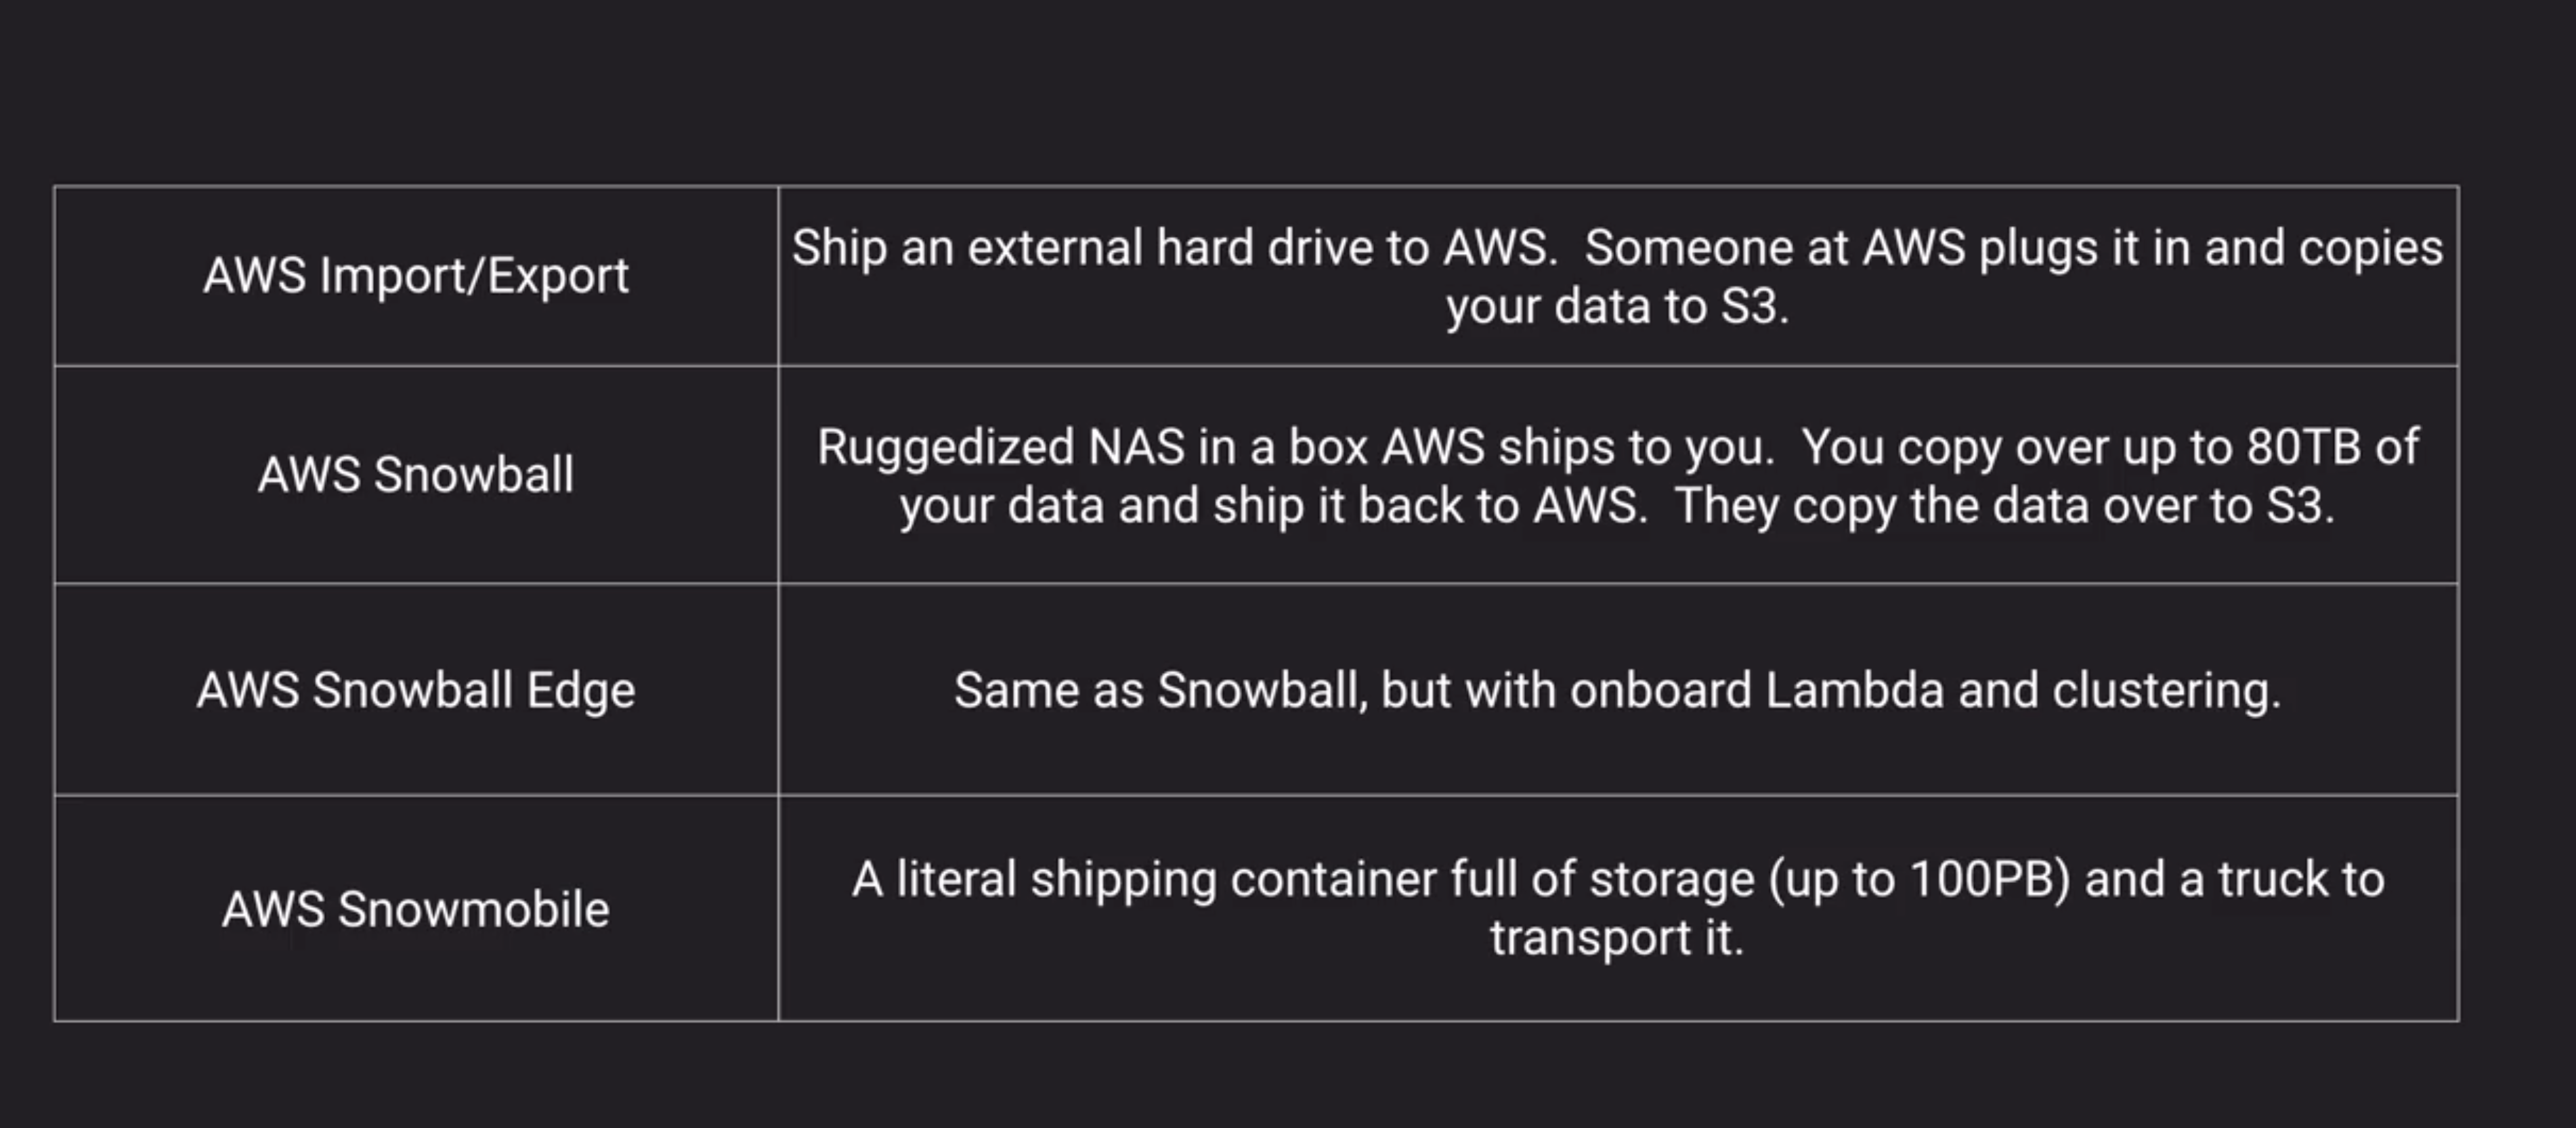 AWS Import/Export
Ship an external hard drive to AWS.  Someone at AWS plugs it in and copies
your data to S3.
AWS Snowball
Ruggedized NAS in a box AWS ships to you.  You copy over up to 80TB of
your data and ship it back to AWS.  They copy the data over to S3.
AWS Snowball Edge
Same as Snowball, but with onboard Lambda and clustering.
AWS Snowmobile
A literal shipping container full of storage (up to 100PB) and a truck to
transport it.